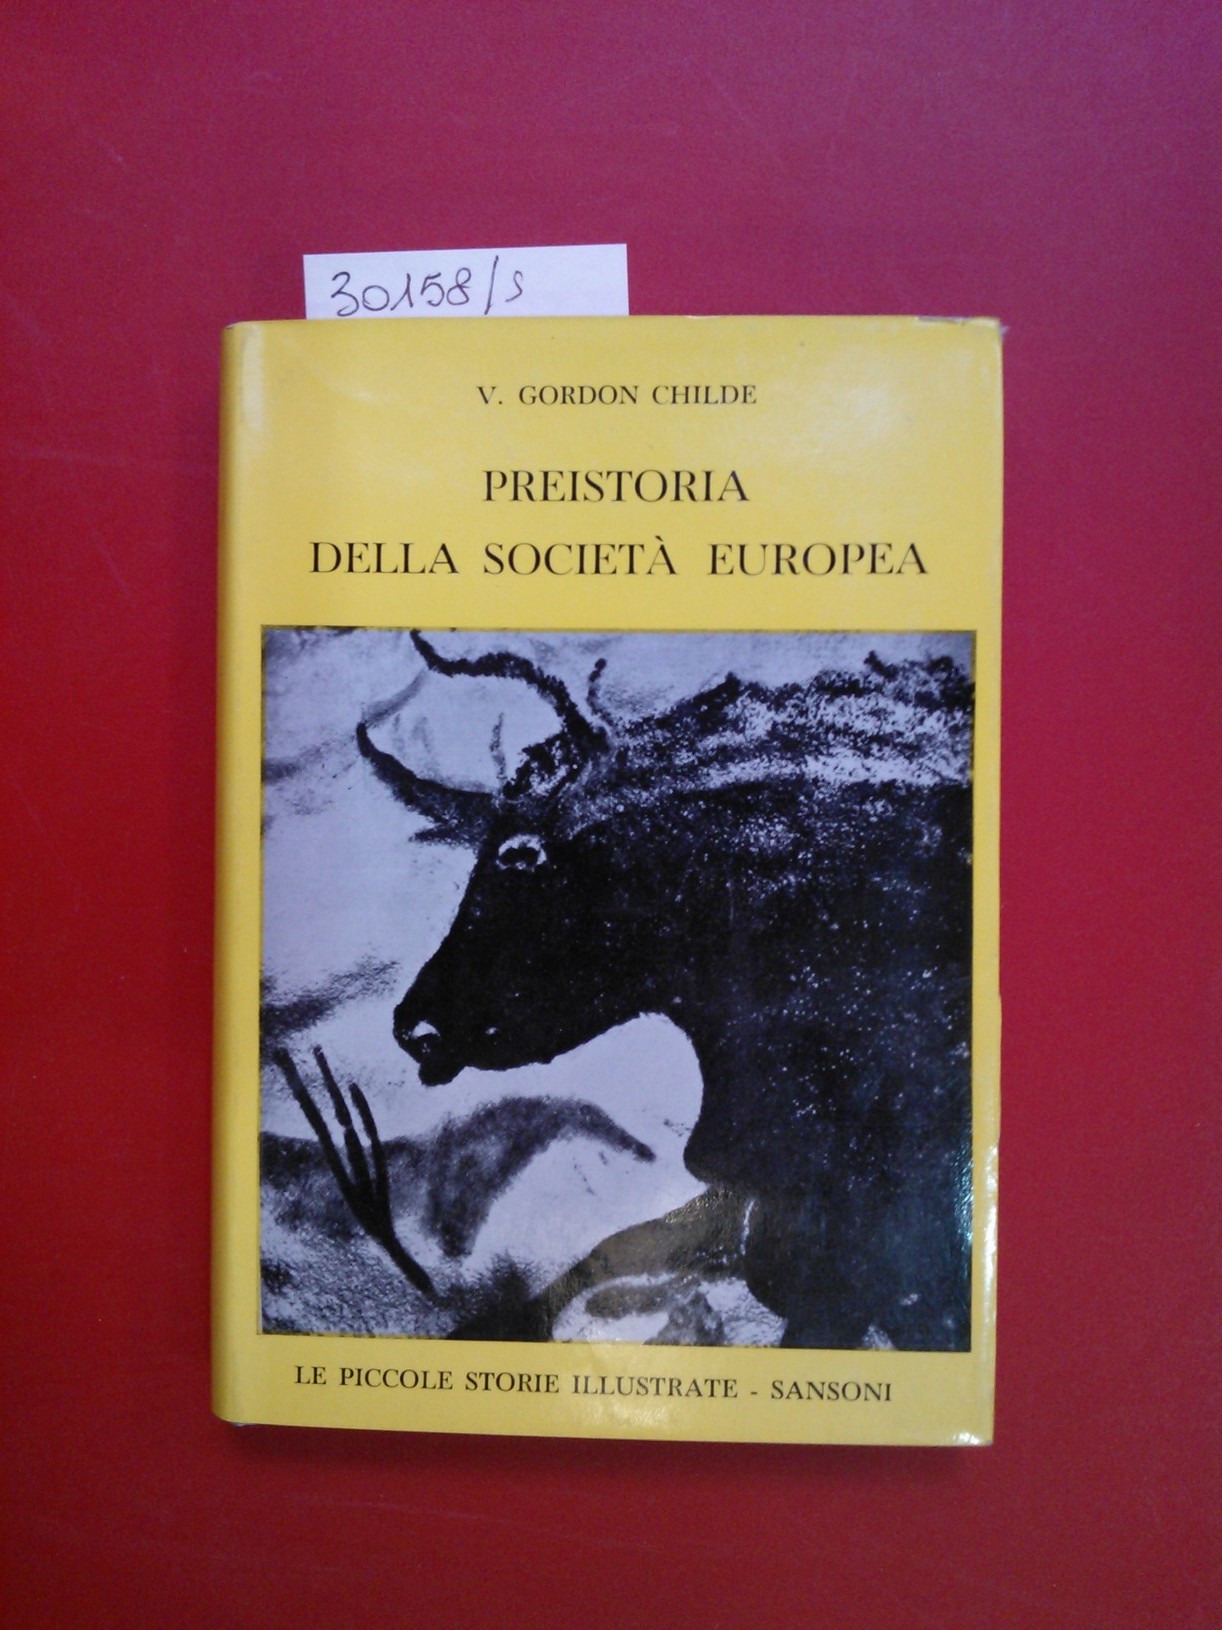 30158/s
V. GORDON CHILDE
PREISTORIA
DELLA SOCIETÀ EUROPEA
LE PICCOLE STORIE ILLUSTRATE - SANSONI